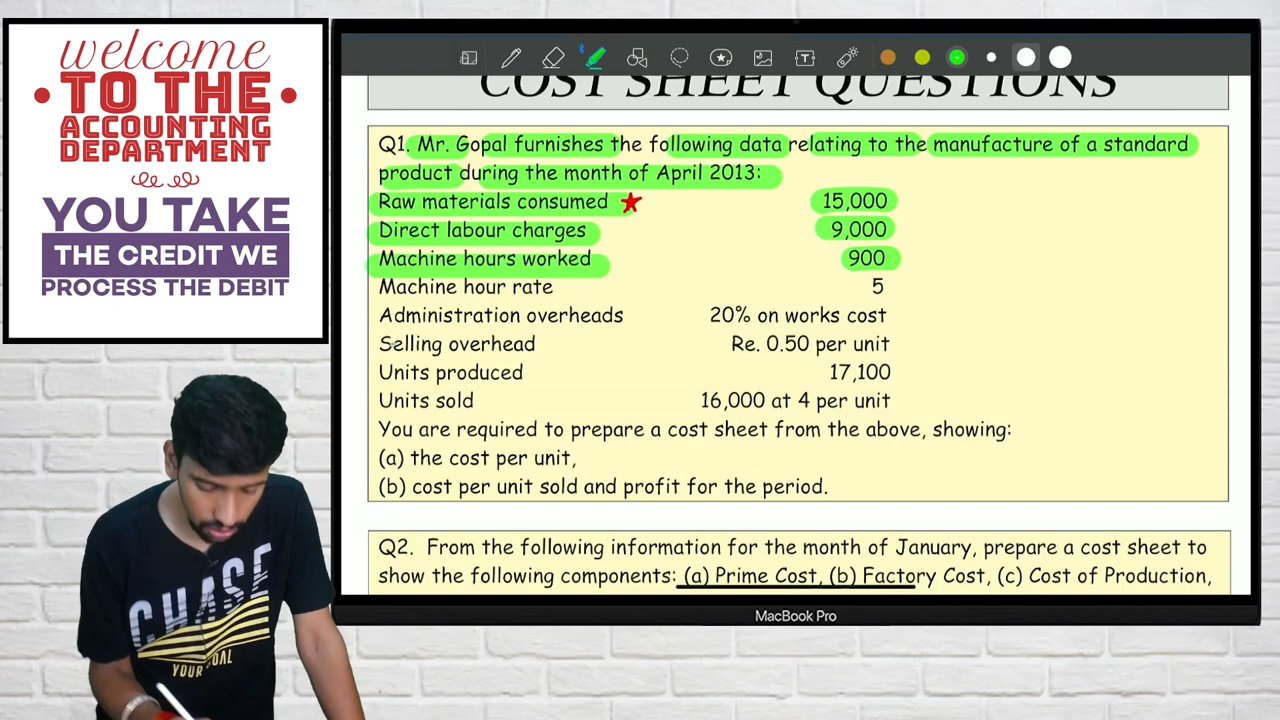 welcome
TO THE
ACCOUNTING
DEPARTMENT
YOU TAKE
THE CREDIT WE
PROCESS THE DEBIT
COST SHEET QUESTIONS
Q1. Mr. Gopal furnishes the following data relating to the manufacture of a standard
product during the month of April 2013:
Raw materials consumed 15,000
Direct labour charges 9,000
Machine hours worked 900
Machine hour rate 5
Administration overheads 20% on works cost
Selling overhead Re. 0.50 per unit
Units produced 17,100
Units sold 16,000 at 4 per unit
You are required to prepare a cost sheet from the above, showing:
(a) the cost per unit,
(b) cost per unit sold and profit for the period.
Q2. From the following information for the month of January, prepare a cost sheet to
show the following components: (a) Prime Cost, (b) Factory Cost, (c) Cost of Production,
MacBook Pro
CHASE
YOUR GOAL